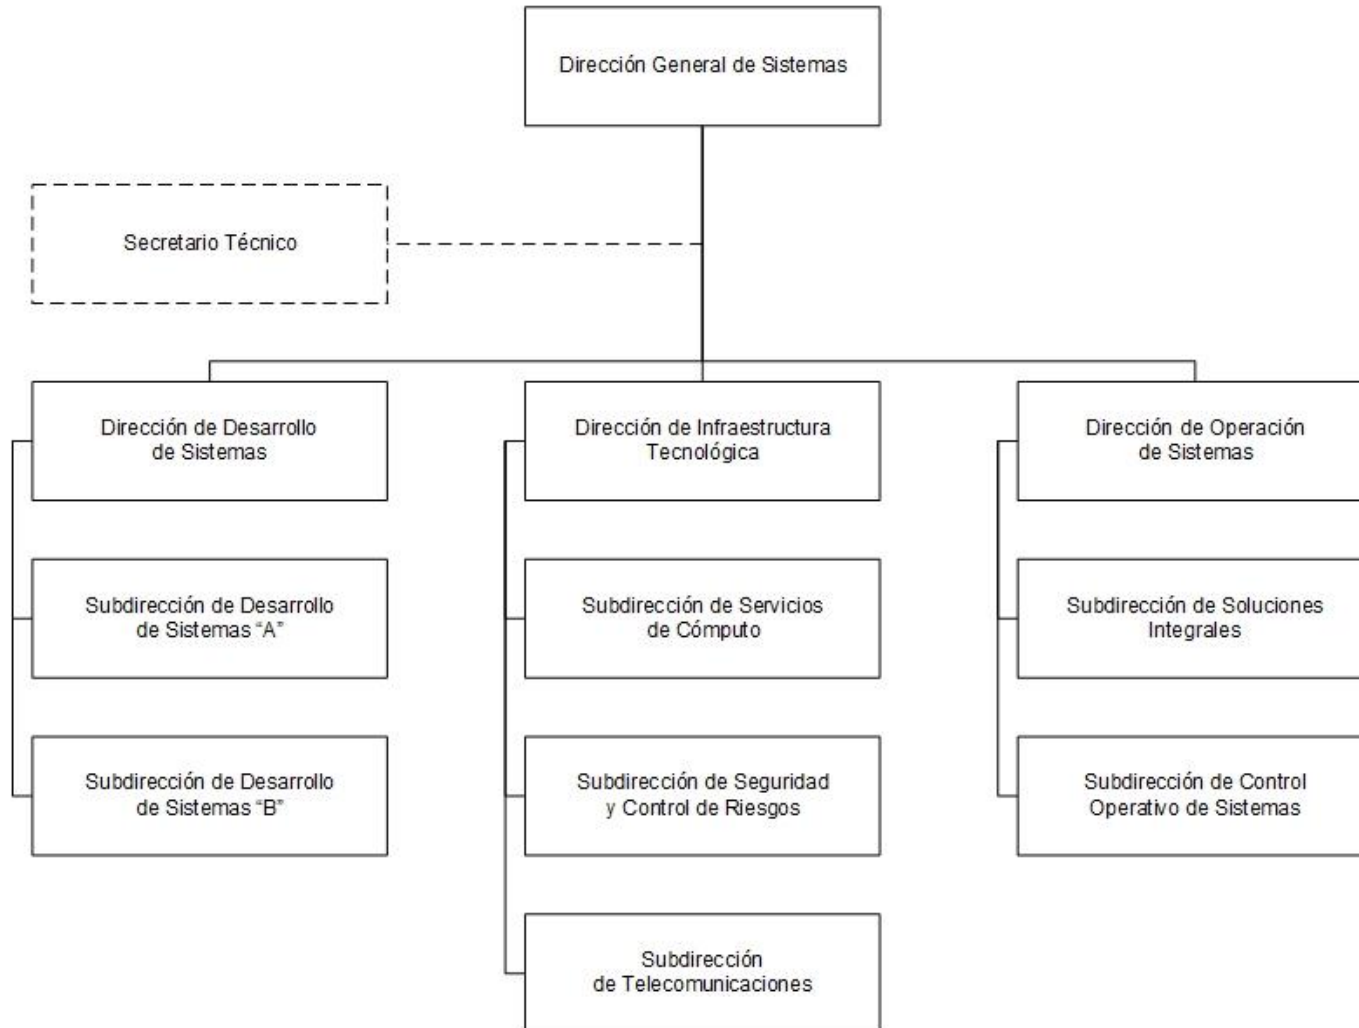 Dirección General de Sistemas
Secretario Técnico
Dirección de Desarrollo
de Sistemas
Subdirección de Desarrollo
de Sistemas “A”
Subdirección de Desarrollo
de Sistemas “B”
Dirección de Infraestructura
Tecnológica
Subdirección de Servicios
de Cómputo
Subdirección de Seguridad
y Control de Riesgos
Subdirección
de Telecomunicaciones
Dirección de Operación
de Sistemas
Subdirección de Soluciones
Integrales
Subdirección de Control
Operativo de Sistemas